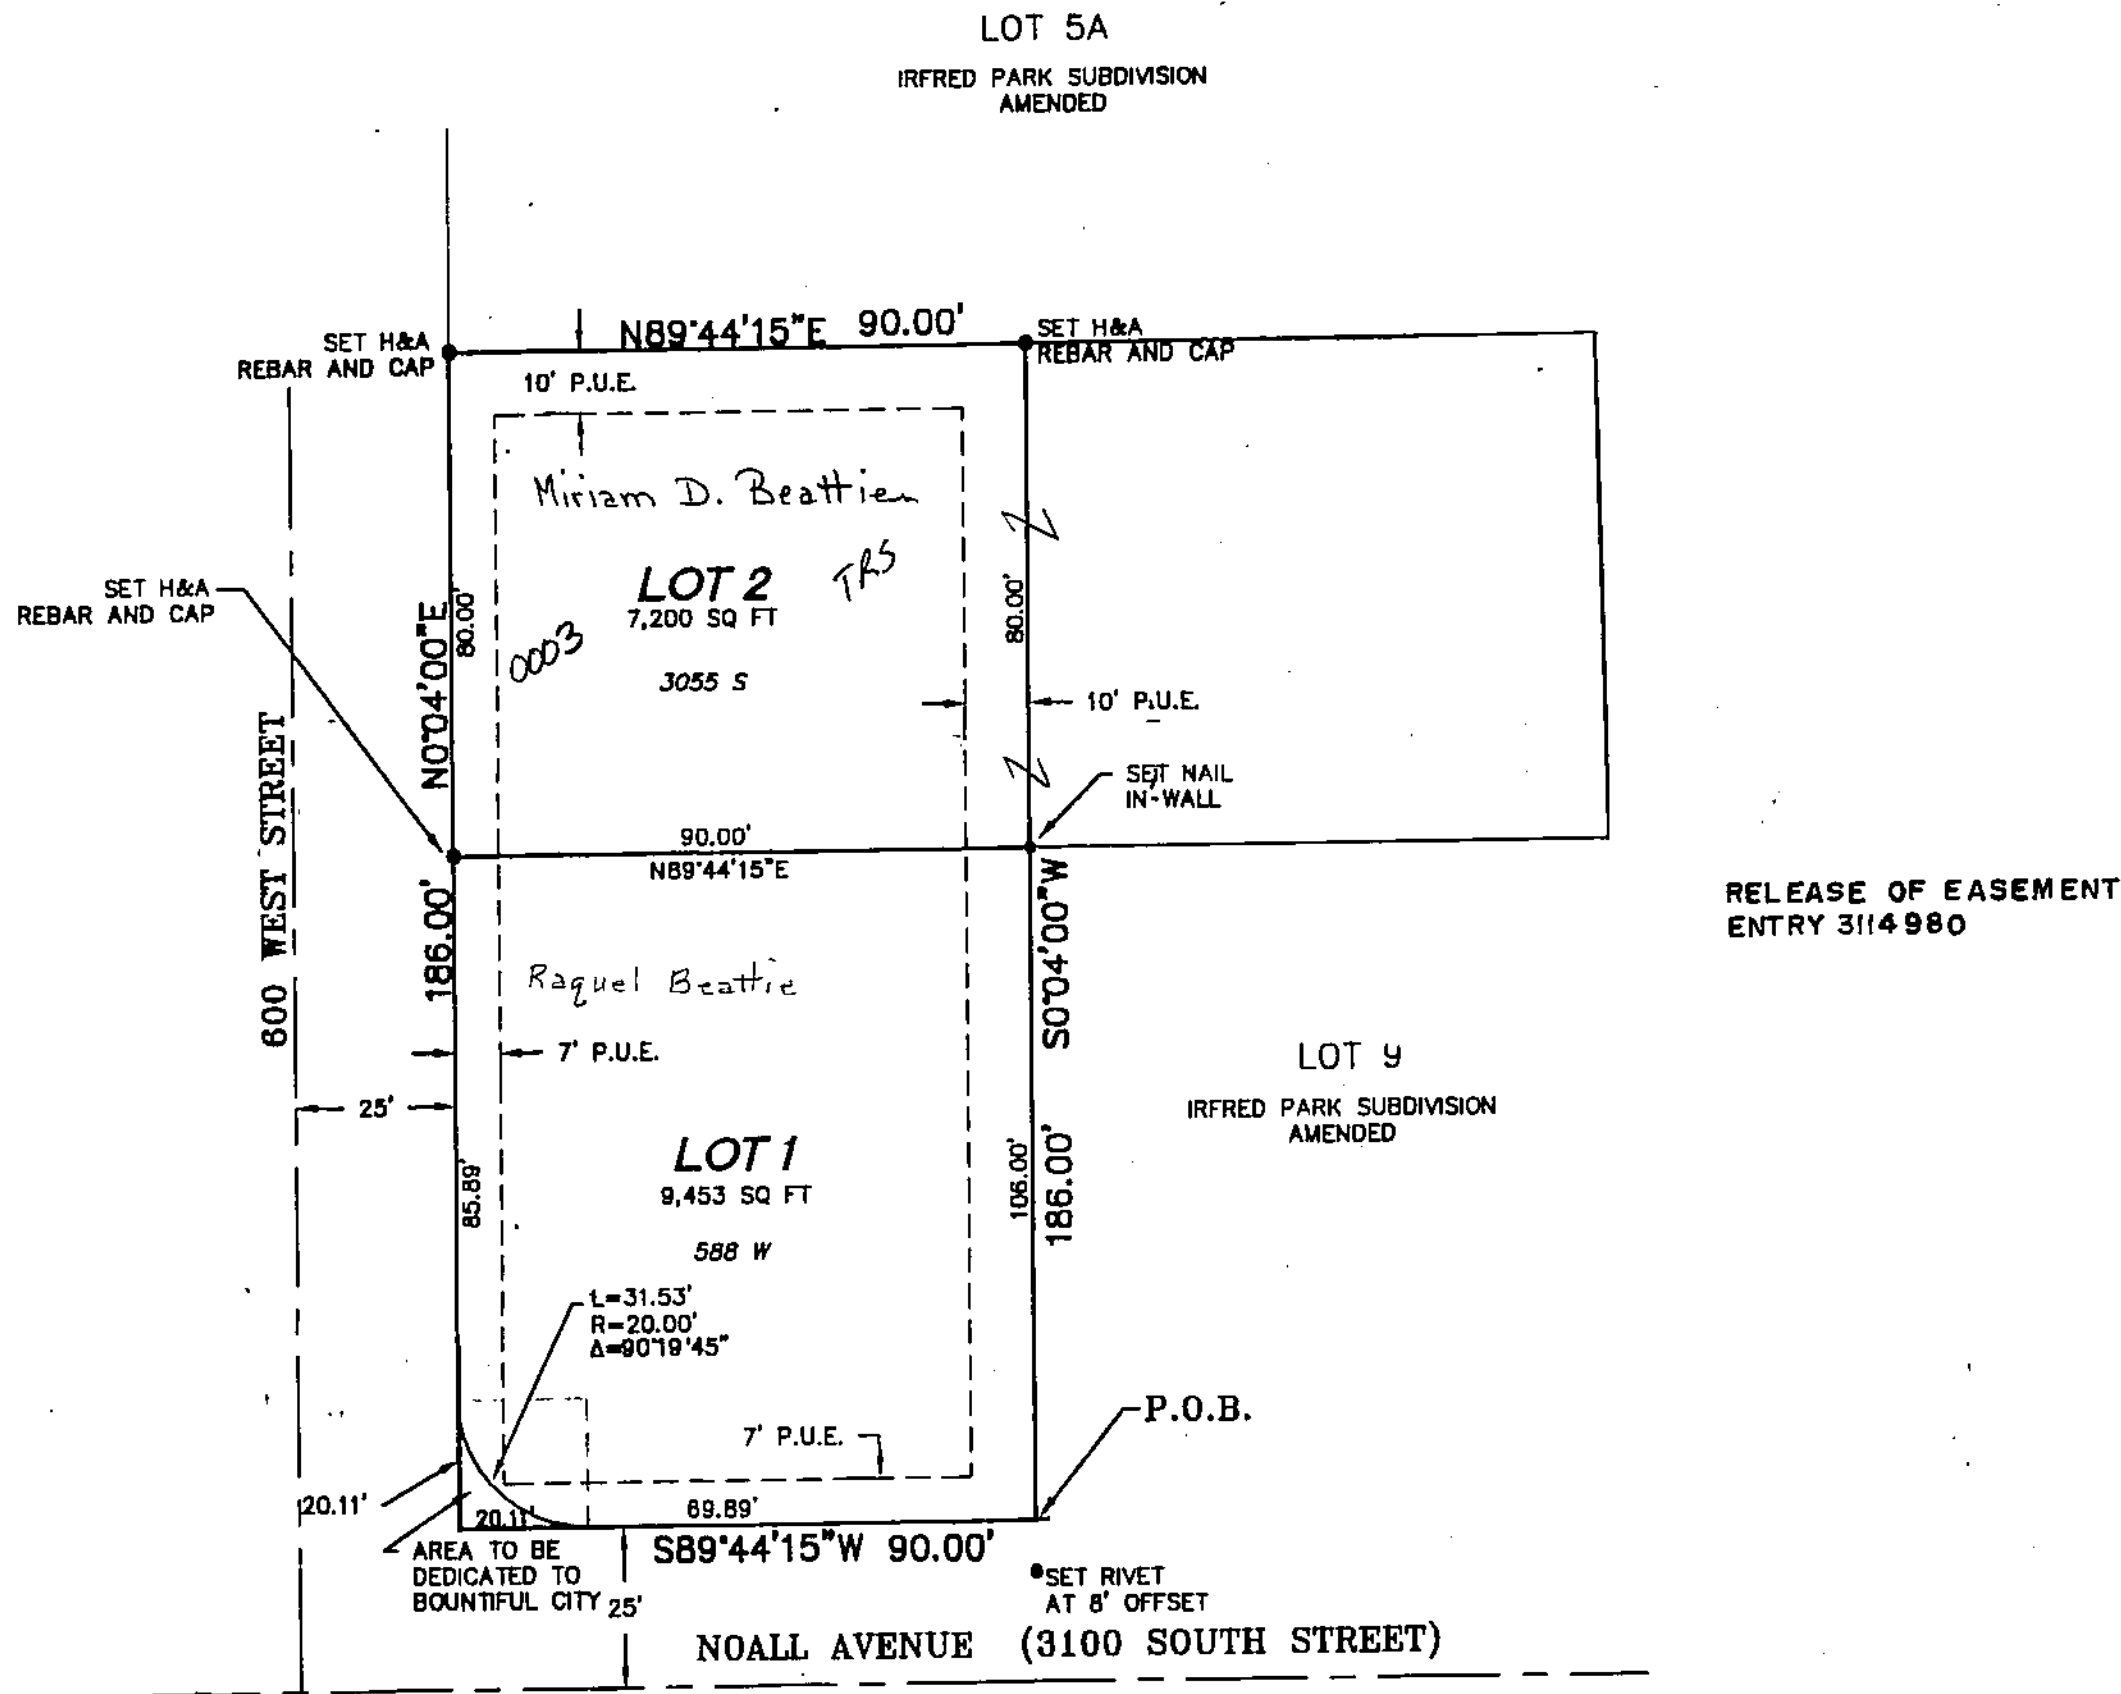 LOT 5A
IRFRED PARK SUBDIVISION
AMENDED
SET H&A
REBAR AND CAP
N89°44'15"E 90.00'
SET H&A
REBAR AND CAP
10' P.U.E.
Miriam D. Beattie
TRS
LOT 2
7,200 SQ FT
0003
3055 S
SET H&A
REBAR AND CAP
N0°04'00"E
80.00'
80.00'
10' P.U.E.
SET NAIL
IN WALL
600 WEST STREET
90.00'
N89°44'15"E
186.00'
S0°04'00"W
RELEASE OF EASEMENT
ENTRY 3114980
Raquel Beattie
7' P.U.E.
25'
LOT 9
IRFRED PARK SUBDIVISION
AMENDED
LOT 1
9,453 SQ FT
588 W
85.89'
106.00'
186.00'
L=31.53'
R=20.00'
Δ=90°19'45"
P.O.B.
7' P.U.E.
20.11'
20.11'
69.89'
S89°44'15"W 90.00'
AREA TO BE
DEDICATED TO
BOUNTIFUL CITY
25'
SET RIVET
AT 8' OFFSET
NOALL AVENUE (3100 SOUTH STREET)